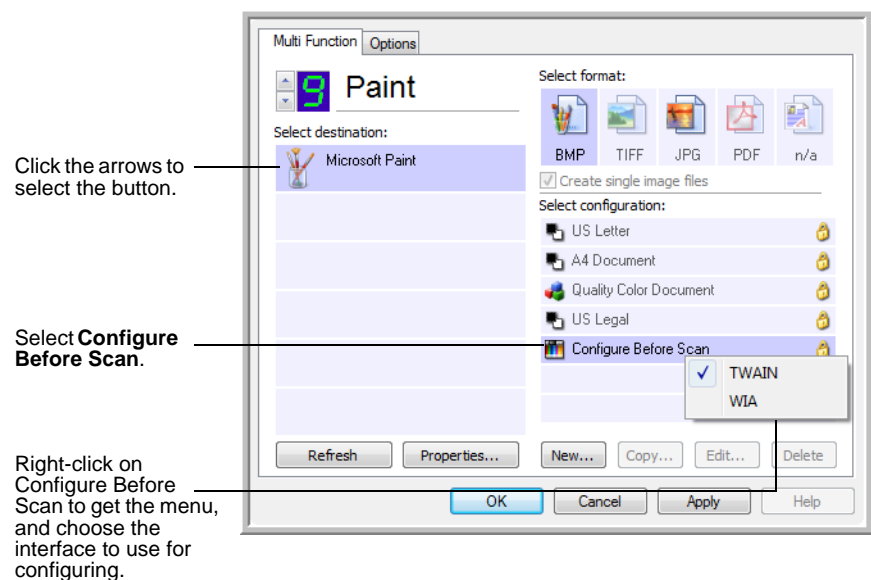 Multi Function Options
9 Paint
Select destination:
Microsoft Paint
Select format:
BMP TIFF JPG PDF n/a
Create single image files
Select configuration:
US Letter
A4 Document
Quality Color Document
US Legal
Configure Before Scan
TWAIN
WIA
Refresh Properties... New... Copy... Edit... Delete
OK Cancel Apply Help
Click the arrows to
select the button.
Select Configure
Before Scan.
Right-click on
Configure Before
Scan to get the menu,
and choose the
interface to use for
configuring.